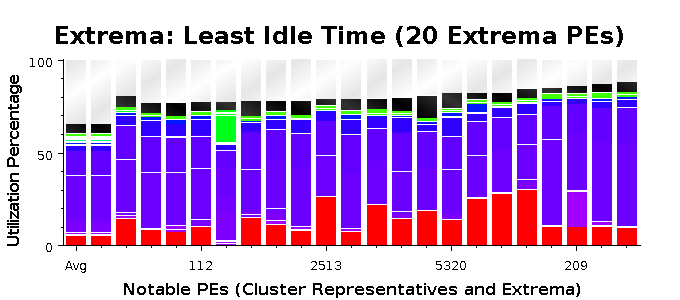 Extrema: Least Idle Time (20 Extrema PEs)
Utilization Percentage
100
50
0
Avg 112 2513 5320 209
Notable PEs (Cluster Representatives and Extrema)